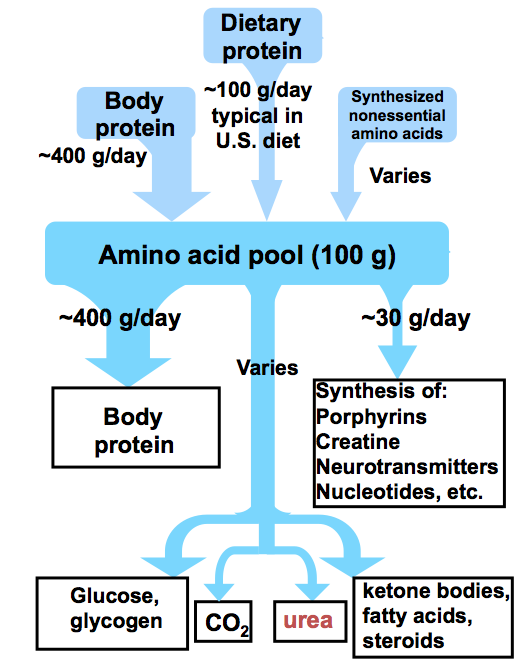 Dietary
protein
Body
protein
~400 g/day
~100 g/day
typical in
U.S. diet
Synthesized
nonessential
amino acids
Varies
Amino acid pool (100 g)
~400 g/day
~30 g/day
Varies
Body
protein
Synthesis of:
Porphyrins
Creatine
Neurotransmitters
Nucleotides, etc.
Glucose,
glycogen
CO₂
urea
ketone bodies,
fatty acids,
steroids